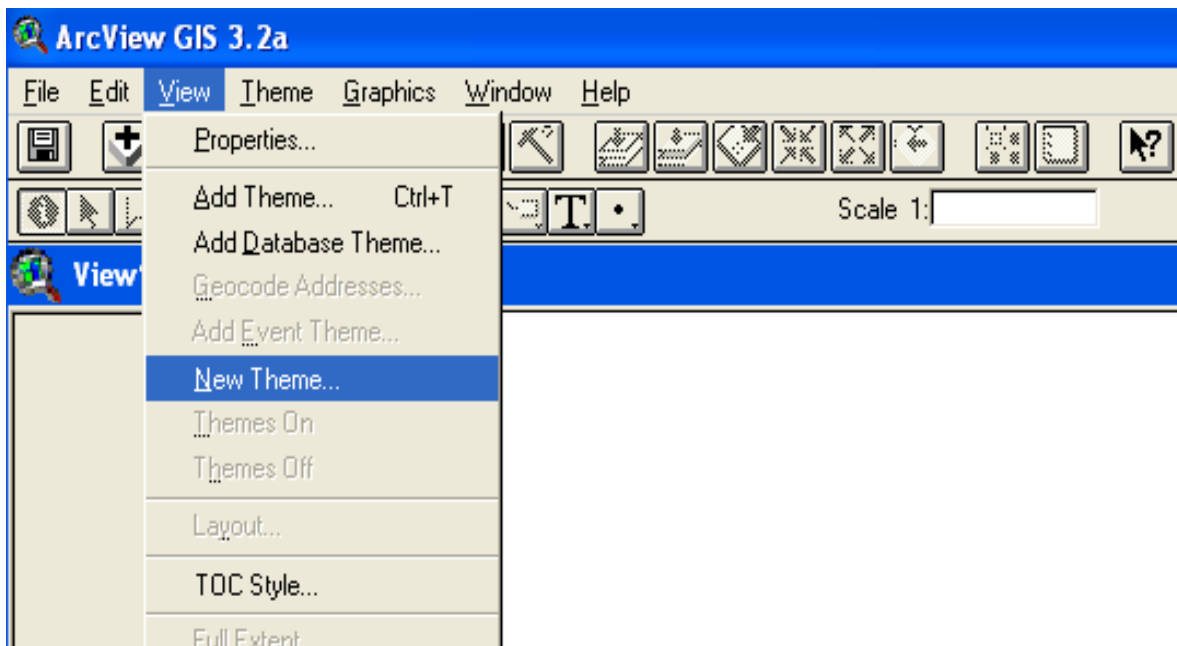 ArcView GIS 3.2a
File Edit View Theme Graphics Window Help
Properties...
Add Theme... Ctrl+T
T
Scale 1:
Add Database Theme...
View
Geocode Addresses...
Add Event Theme...
New Theme...
Themes On
Themes Off
Layout...
TOC Style...
Full Extent